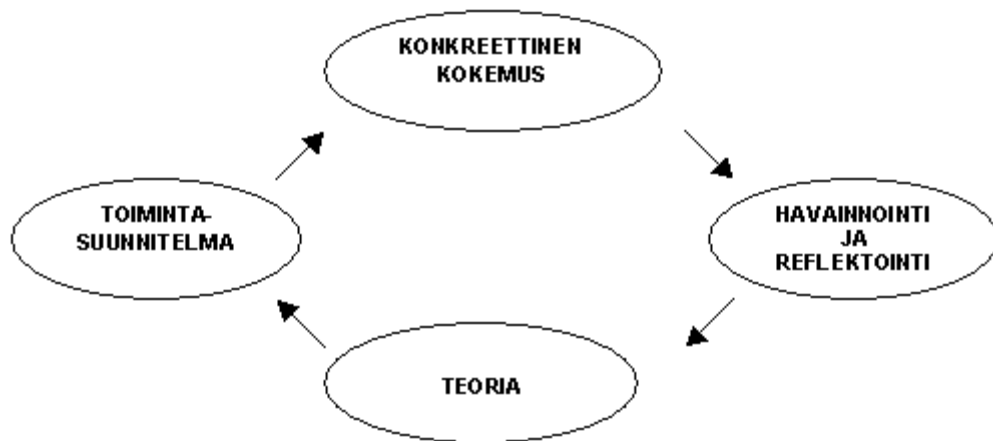 KONKREETTINEN
KOKEMUS
TOIMINTA-
SUUNNITELMA
HAVAINNOINTI
JA
REFLEKTOINTI
TEORIA